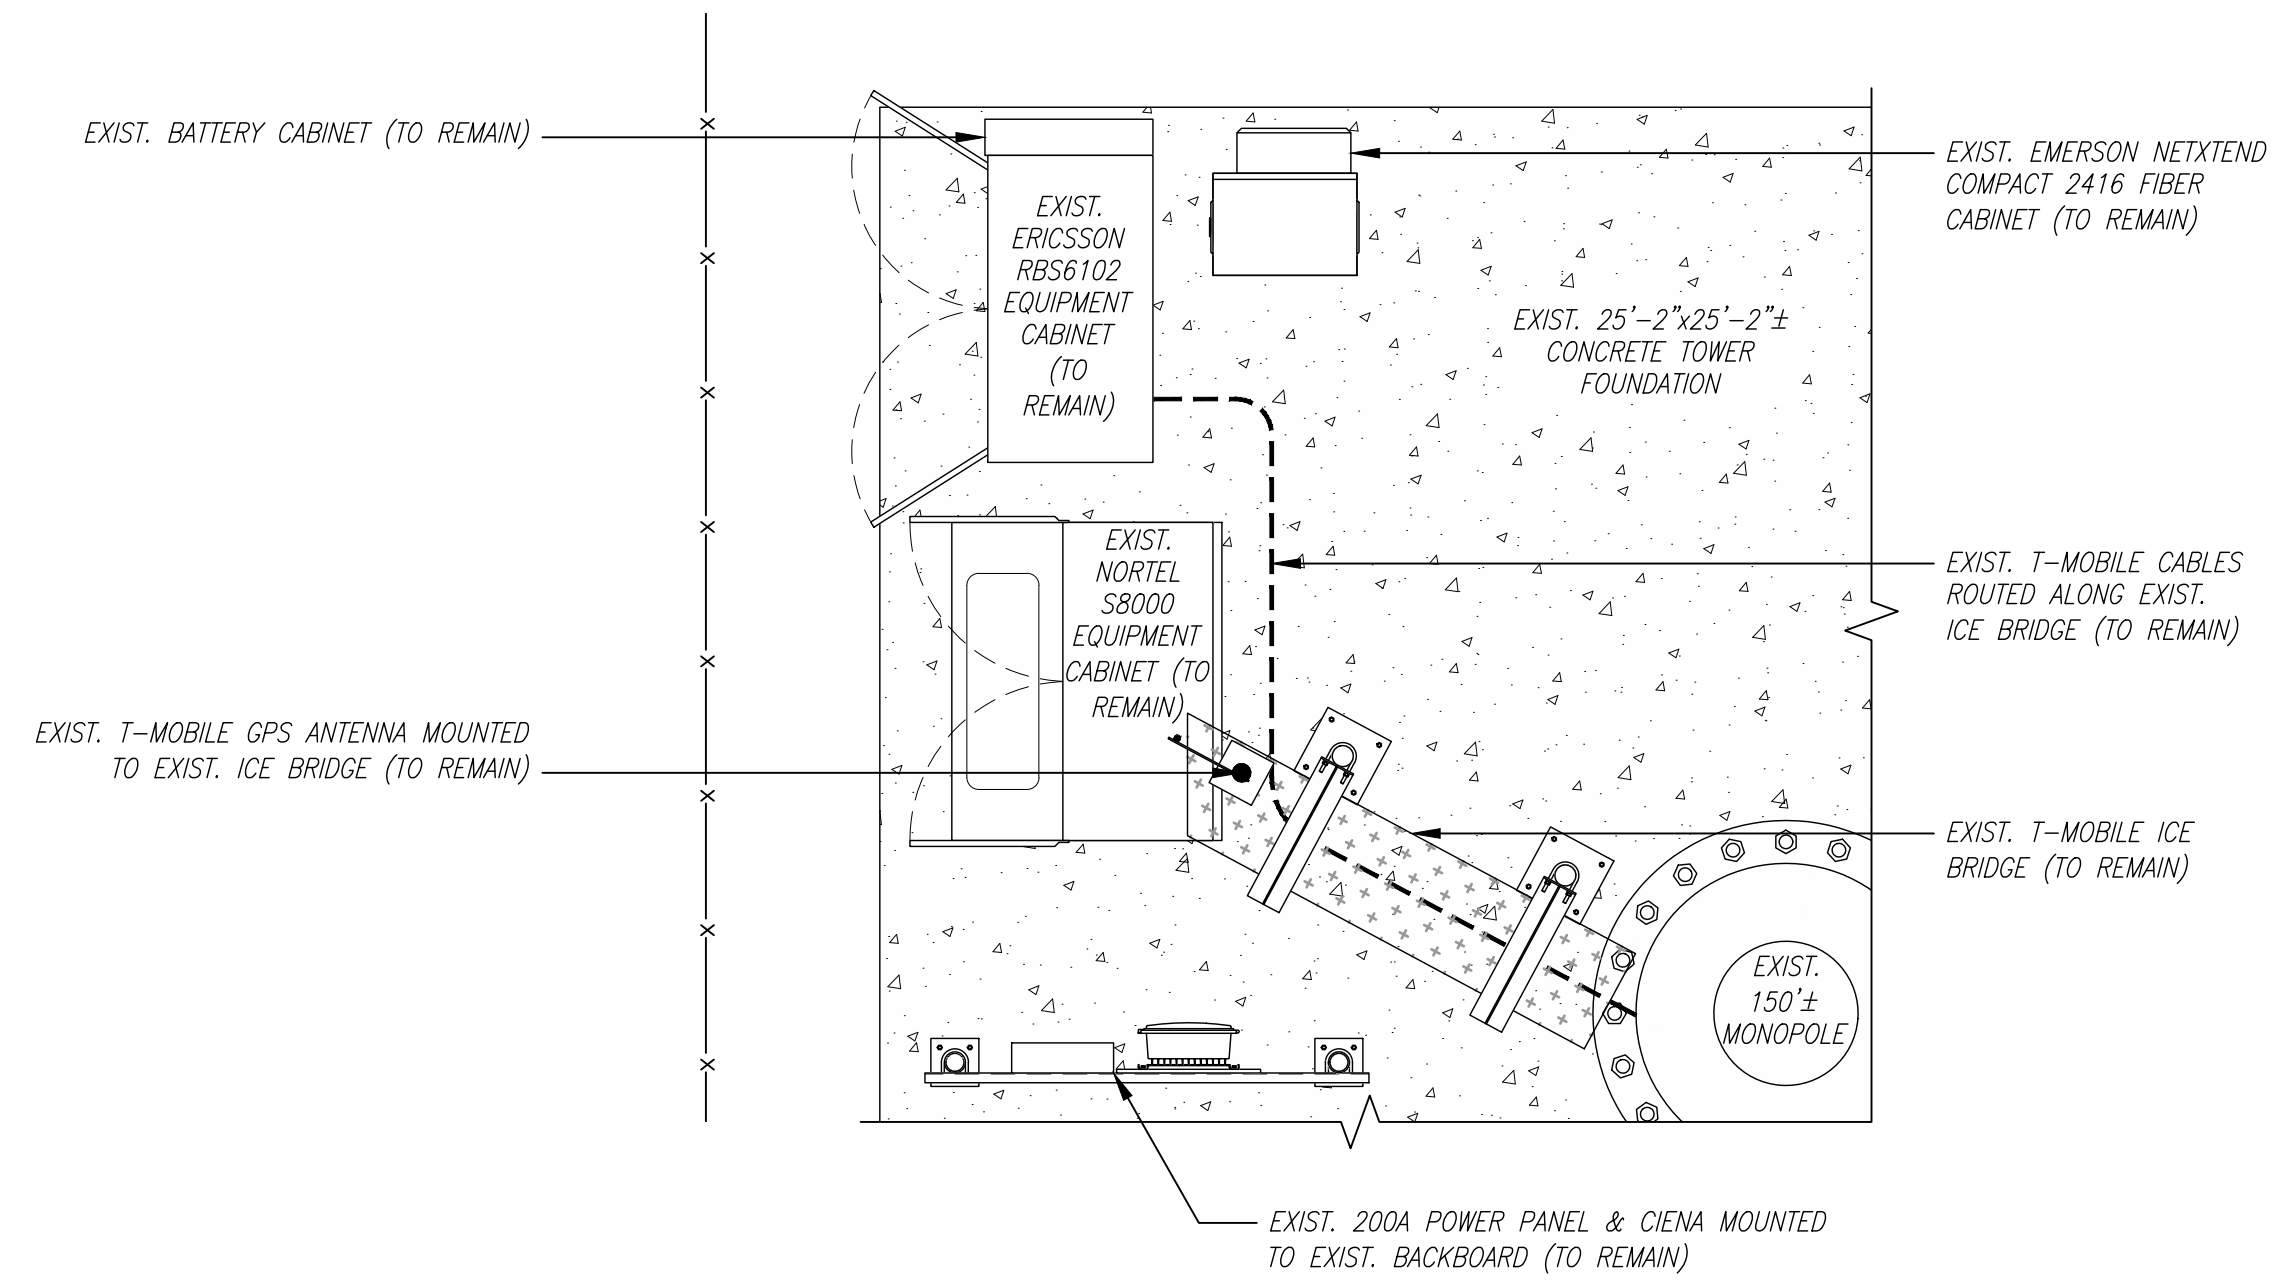 EXIST. BATTERY CABINET (TO REMAIN)
EXIST.
ERICSSON
RBS6102
EQUIPMENT
CABINET
(TO
REMAIN)
EXIST. EMERSON NETXTEND
COMPACT 2416 FIBER
CABINET (TO REMAIN)
EXIST. 25'-2"x25'-2"±
CONCRETE TOWER
FOUNDATION
EXIST.
NORTEL
S8000
EQUIPMENT
CABINET (TO
REMAIN)
EXIST. T-MOBILE CABLES
ROUTED ALONG EXIST.
ICE BRIDGE (TO REMAIN)
EXIST. T-MOBILE GPS ANTENNA MOUNTED
TO EXIST. ICE BRIDGE (TO REMAIN)
EXIST. T-MOBILE ICE
BRIDGE (TO REMAIN)
EXIST.
150'±
MONOPOLE
EXIST. 200A POWER PANEL & CIENA MOUNTED
TO EXIST. BACKBOARD (TO REMAIN)